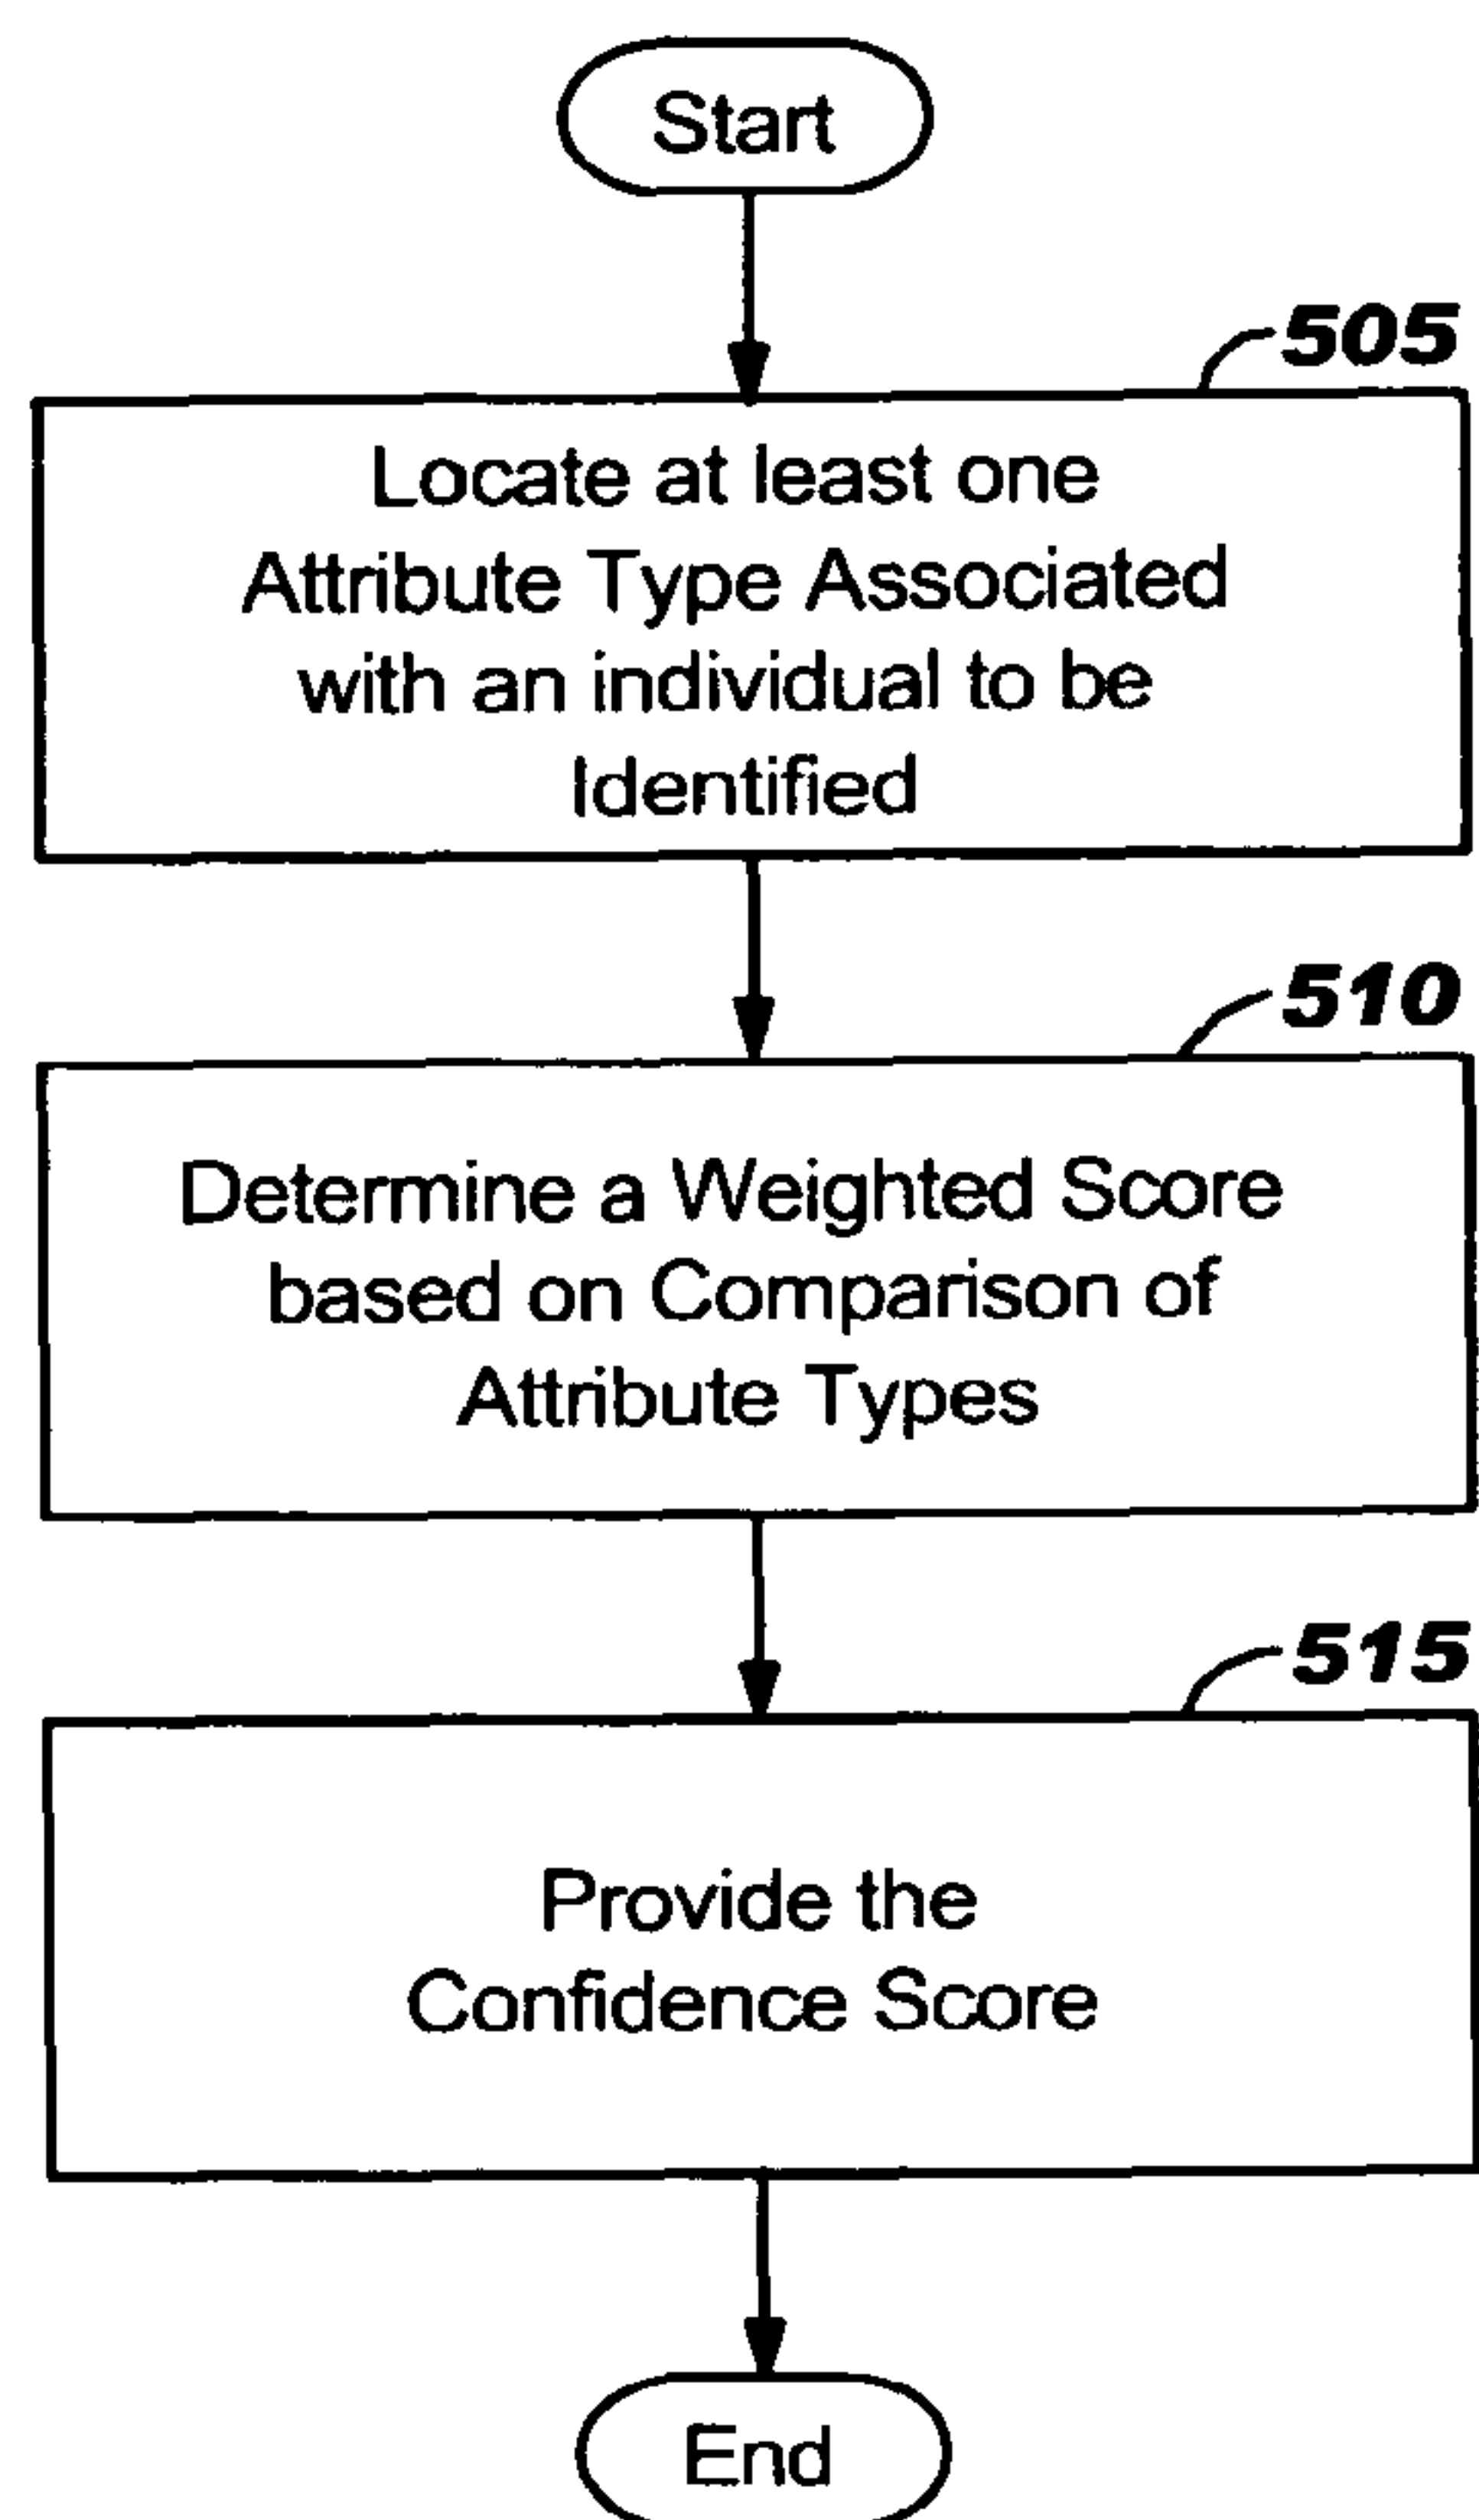 Start
505
Locate at least one
Attribute Type Associated
with an individual to be
Identified
510
Determine a Weighted Score
based on Comparison of
Attribute Types
515
Provide the
Confidence Score
End